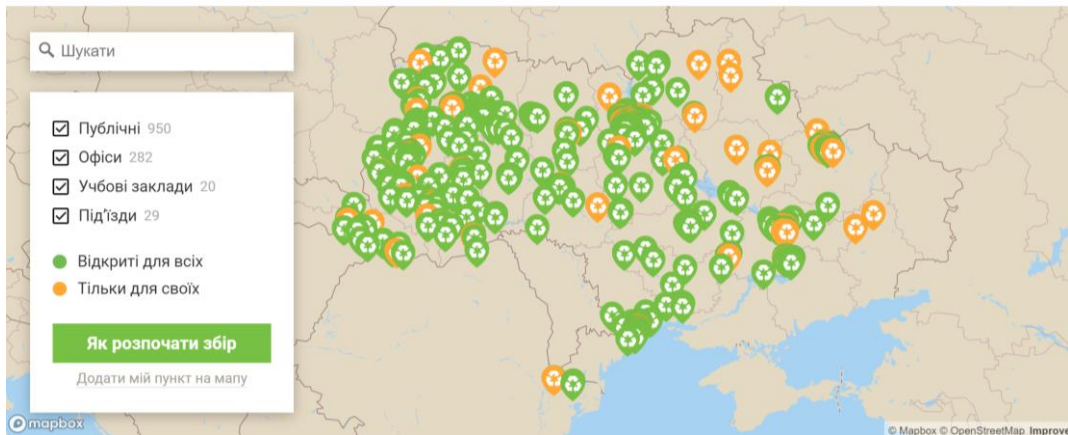 Шукати
Публічні 950
Офіси 282
Учбові заклади 20
Під'їзди 29
Відкриті для всіх
Тільки для своїх
Як розпочати збір
Додати мій пункт на мапу
mapbox
© Mapbox © OpenStreetMap Improve